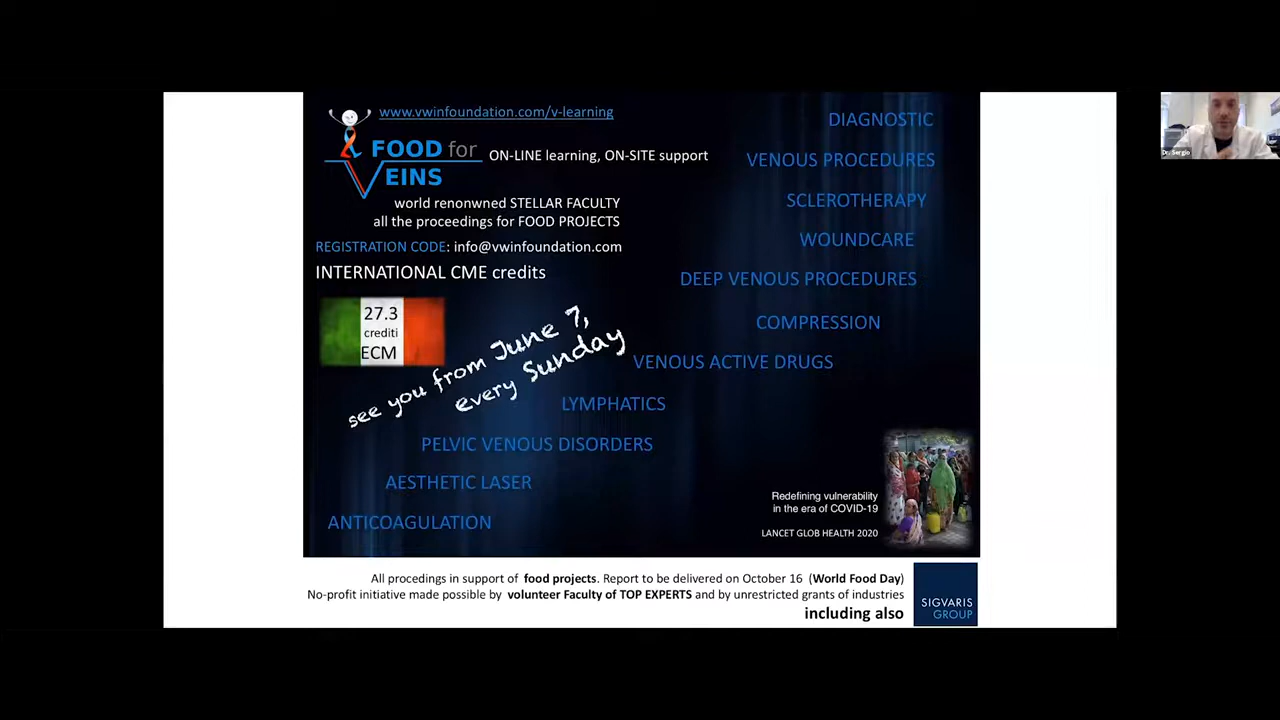 www.vwinfoundation.com/v-learning
FOOD for
VEINS
ON-LINE learning, ON-SITE support
world renonwned STELLAR FACULTY
all the proceedings for FOOD PROJECTS
REGISTRATION CODE: info@vwinfoundation.com
INTERNATIONAL CME credits
27.3
crediti
ECM
see you from June 7,
every Sunday
DIAGNOSTIC
VENOUS PROCEDURES
SCLEROTHERAPY
WOUNDCARE
DEEP VENOUS PROCEDURES
COMPRESSION
VENOUS ACTIVE DRUGS
LYMPHATICS
PELVIC VENOUS DISORDERS
AESTHETIC LASER
ANTICOAGULATION
Redefining vulnerability
in the era of COVID-19
LANCET GLOB HEALTH 2020
All procedings in support of food projects. Report to be delivered on October 16 (World Food Day)
No-profit initiative made possible by volunteer Faculty of TOP EXPERTS and by unrestricted grants of industries
including also
SIGVARIS
GROUP
Dr. Sergio